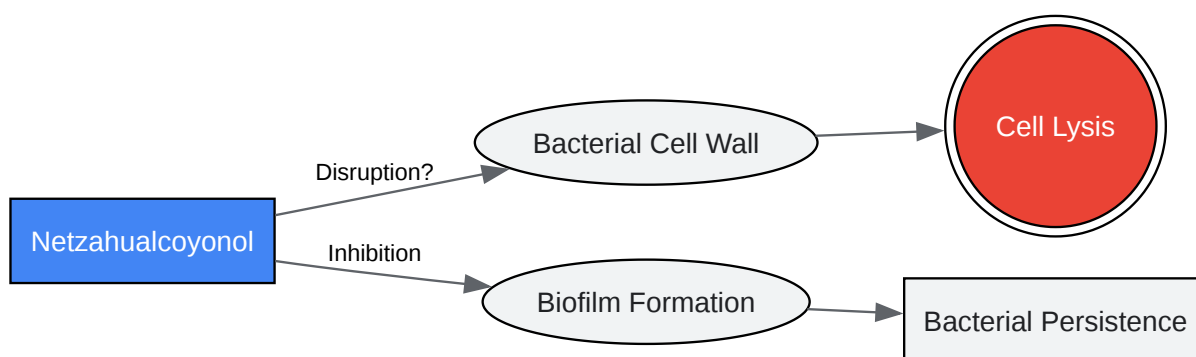 Netzahualcoyonol
Disruption?
Inhibition
Bacterial Cell Wall
Biofilm Formation
Cell Lysis
Bacterial Persistence